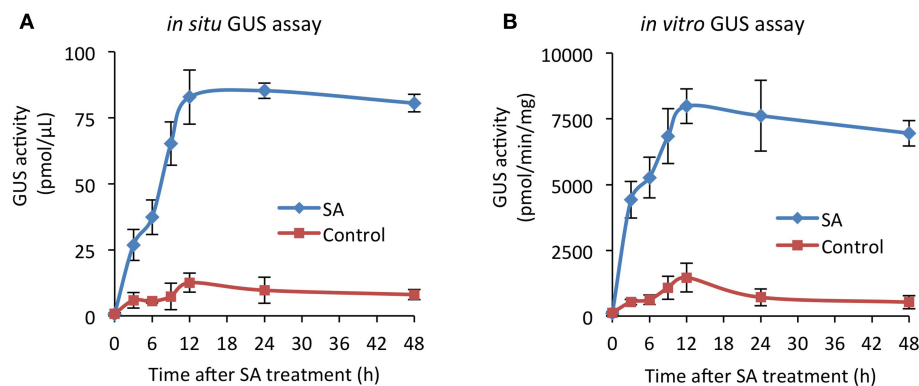 A
in situ GUS assay
GUS activity
(pmol/µL)
100
75
50
25
0
SA
Control
0 6 12 18 24 30 36 42 48
Time after SA treatment (h)
B
in vitro GUS assay
GUS activity
(pmol/min/mg)
10000
7500
5000
2500
0
SA
Control
0 6 12 18 24 30 36 42 48
Time after SA treatment (h)